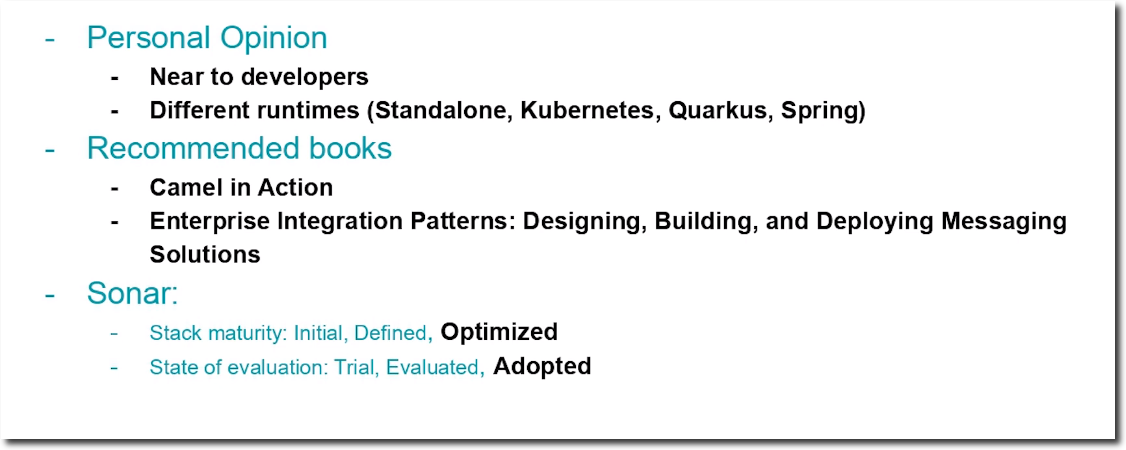 - Personal Opinion
- Near to developers
- Different runtimes (Standalone, Kubernetes, Quarkus, Spring)
- Recommended books
- Camel in Action
- Enterprise Integration Patterns: Designing, Building, and Deploying Messaging
Solutions
- Sonar:
- Stack maturity: Initial, Defined, Optimized
- State of evaluation: Trial, Evaluated, Adopted